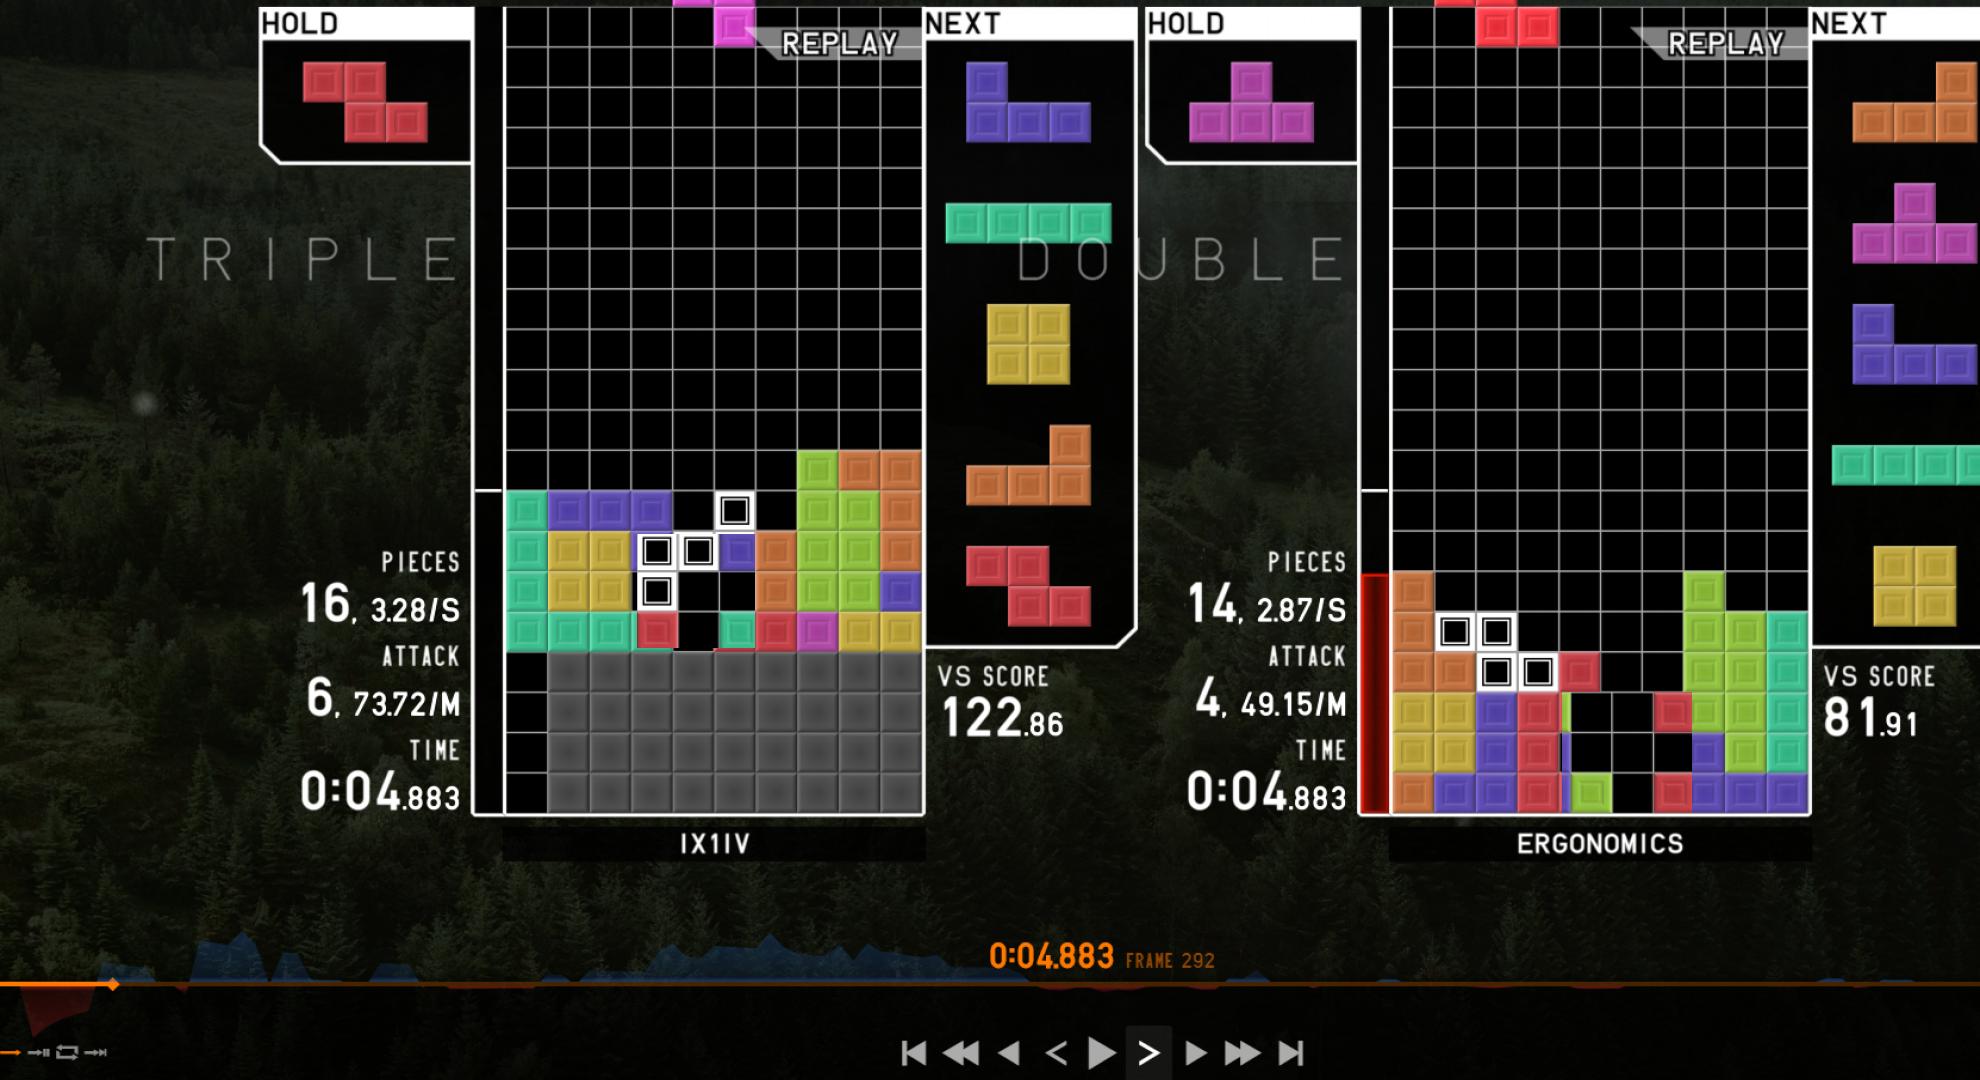 HOLD
REPLAY
NEXT
HOLD
REPLAY
NEXT
TRIPLE
DOUBLE
PIECES
16, 3.28/S
ATTACK
6, 73.72/M
TIME
0:04.883
VS SCORE
122.86
PIECES
14, 2.87/S
ATTACK
4, 49.15/M
TIME
0:04.883
VS SCORE
81.91
IX1IV
ERGONOMICS
0:04.883 FRAME 292